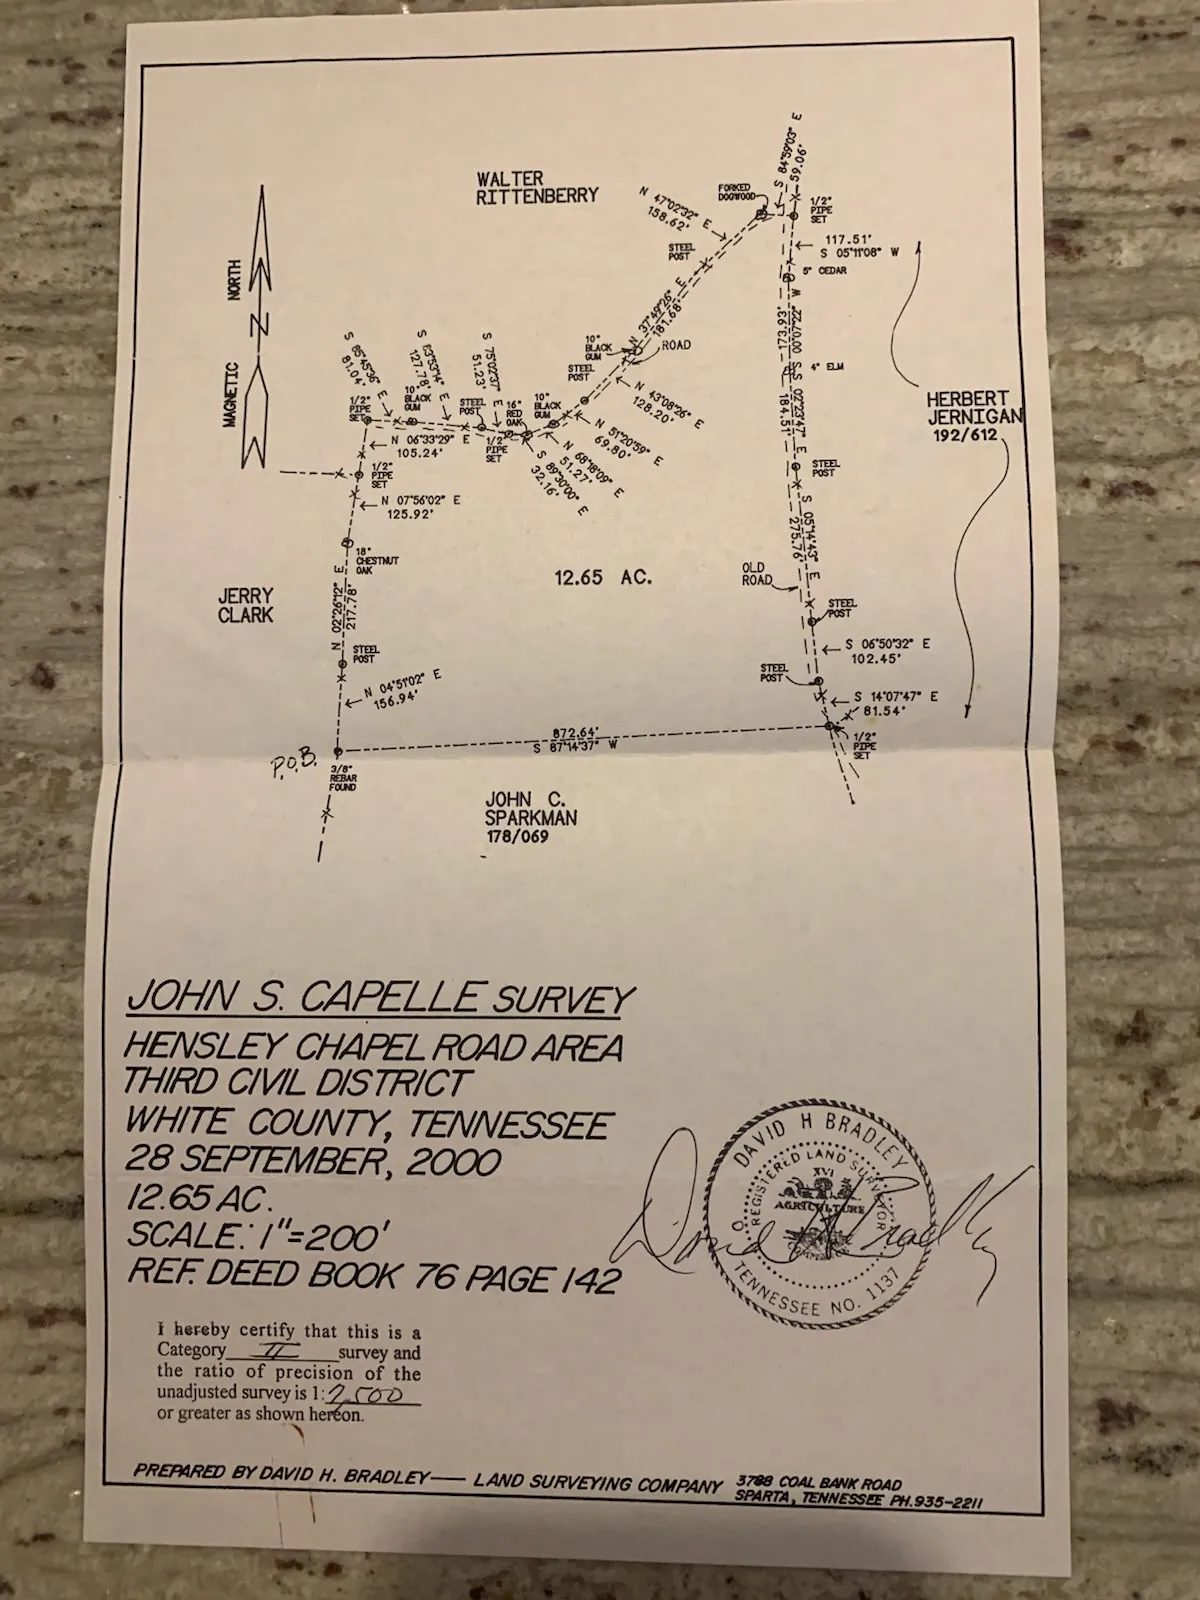 S 84°59'03" E
59.06'
WALTER
RITTENBERRY
FORKED
DOGWOOD
N 47°02'32" E
158.62'
1/2"
PIPE
SET
117.51'
S 05°11'08" W
STEEL
POST
5" CEDAR
NORTH
N
MAGNETIC
N 37°49'26" E
181.68'
173.93'
10"
BLACK
GUM
ROAD
S 85°45'36" E
81.04'
127.78'
S 75°02'37" E
51.23'
STEEL
POST
4" ELM
N 43°08'26" E
128.20'
S 02°23'47" E
184.51'
HERBERT
JERNIGAN
192/612
1/2"
PIPE
SET
10"
BLACK
GUM
STEEL
POST
16"
RED
OAK
10"
BLACK
GUM
N 51°20'59" E
69.80'
N 06°33'29" E
105.24'
1/2"
PIPE
SET
N 68°18'09" E
51.27'
S 89°30'00" E
32.16'
1/2"
PIPE
SET
STEEL
POST
N 07°56'02" E
125.92'
S 05°14'43" E
275.76'
18"
CHESTNUT
OAK
12.65 AC.
OLD
ROAD
JERRY
CLARK
N 02°26'12" E
217.78'
STEEL
POST
STEEL
POST
S 06°50'32" E
102.45'
STEEL
POST
N 04°51'02" E
156.94'
S 14°07'47" E
81.54'
872.64'
S 87°14'37" W
1/2"
PIPE
SET
P.O.B.
3/8"
REBAR
FOUND
JOHN C.
SPARKMAN
178/069
JOHN S. CAPELLE SURVEY
HENSLEY CHAPEL ROAD AREA
THIRD CIVIL DISTRICT
WHITE COUNTY, TENNESSEE
28 SEPTEMBER, 2000
12.65 AC.
SCALE: 1"=200'
REF. DEED BOOK 76 PAGE 142
DAVID H BRADLEY
REGISTERED LAND SURVEYOR
XVI
AGRICULTURE
COMMERCE
TENNESSEE NO. 1137
David H Bradley
I hereby certify that this is a
Category II survey and
the ratio of precision of the
unadjusted survey is 1:7,500
or greater as shown hereon.
PREPARED BY DAVID H. BRADLEY—— LAND SURVEYING COMPANY
3788 COAL BANK ROAD
SPARTA, TENNESSEE PH.935-2211